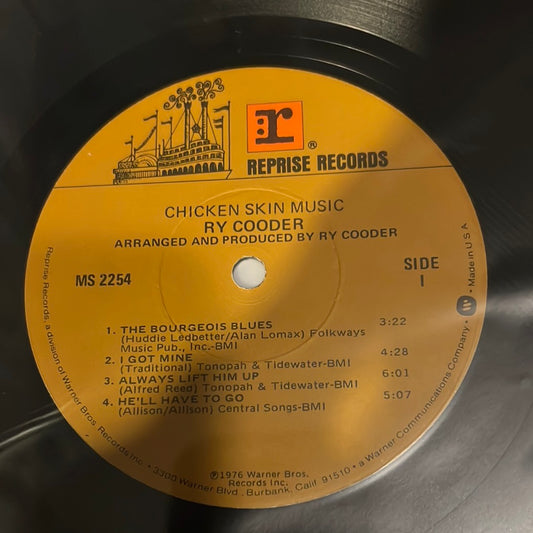 r
®
REPRISE RECORDS
CHICKEN SKIN MUSIC
RY COODER
ARRANGED AND PRODUCED BY RY COODER
MS 2254
SIDE
I
1. THE BOURGEOIS BLUES 3:22
(Huddie Ledbetter/Alan Lomax) Folkways
Music Pub., Inc.-BMI
2. I GOT MINE 4:28
(Traditional) Tonopah & Tidewater-BMI
3. ALWAYS LIFT HIM UP 6:01
(Alfred Reed) Tonopah & Tidewater-BMI
4. HE'LL HAVE TO GO 5:07
(Allison/Allison) Central Songs-BMI
℗1976 Warner Bros.
Records Inc.
Reprise Records, a division of Warner Bros. Records Inc. • 3300 Warner Blvd., Burbank, Calif. 91510 • a Warner Communications Company • W • Made in U.S.A.